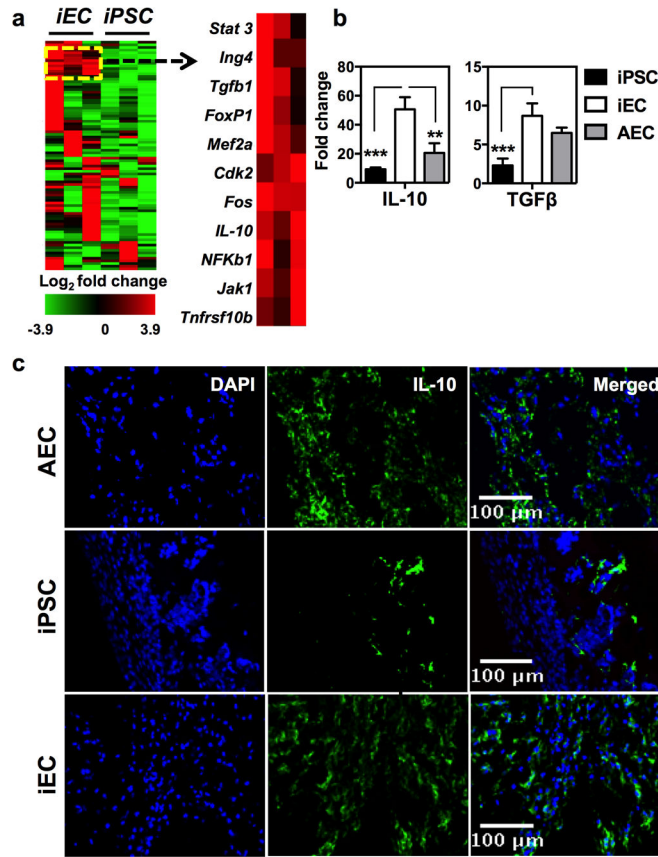 a
iEC iPSC
Stat 3
Ing4
Tgfb1
FoxP1
Mef2a
Cdk2
Fos
IL-10
NFKb1
Jak1
Tnfrsf10b
Log2 fold change
-3.9 0 3.9
b
Fold change
80
60
40
20
0
***
**
IL-10
15
10
5
0
***
TGFβ
iPSC
iEC
AEC
c
DAPI IL-10 Merged
AEC
100 µm
iPSC
100 µm
iEC
100 µm